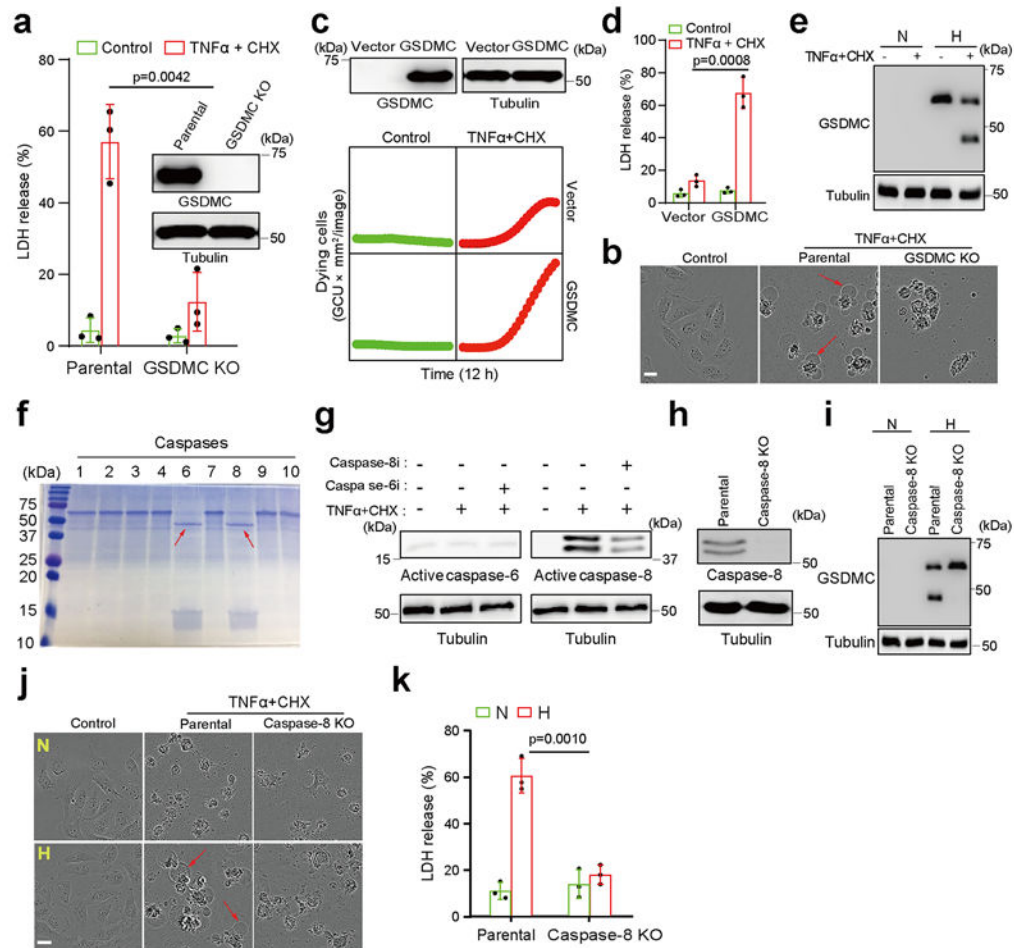 a
Control
TNFα + CHX
p=0.0042
LDH release (%)
80
60
40
20
0
Parental
GSDMC KO
Parental
GSDMC KO
(kDa)
75
GSDMC
50
Tubulin
c
(kDa)
Vector GSDMC
Vector GSDMC
(kDa)
75
50
GSDMC
Tubulin
Control
TNFα+CHX
Vector
GSDMC
Dying cells
(GCU × mm²/image)
Time (12 h)
d
Control
TNFα + CHX
p=0.0008
LDH release (%)
100
80
60
40
20
0
Vector
GSDMC
e
N
H
TNFα+CHX
-
+
-
+
(kDa)
75
GSDMC
50
Tubulin
50
b
TNFα+CHX
Control
Parental
GSDMC KO
f
Caspases
(kDa)
1 2 3 4 6 7 8 9 10
75
50
37
25
20
15
10
g
Caspase-8i :
- - - - - +
Caspa se-6i :
- - + - - -
TNFα+CHX :
- + + - + +
(kDa)
(kDa)
15
37
Active caspase-6
Active caspase-8
50
50
Tubulin
Tubulin
h
Parental
Caspase-8 KO
(kDa)
50
Caspase-8
50
Tubulin
i
N
H
Parental
Caspase-8 KO
Parental
Caspase-8 KO
(kDa)
75
GSDMC
50
Tubulin
50
j
TNFα+CHX
Control
Parental
Caspase-8 KO
N
H
k
N
H
p=0.0010
LDH release (%)
80
60
40
20
0
Parental
Caspase-8 KO